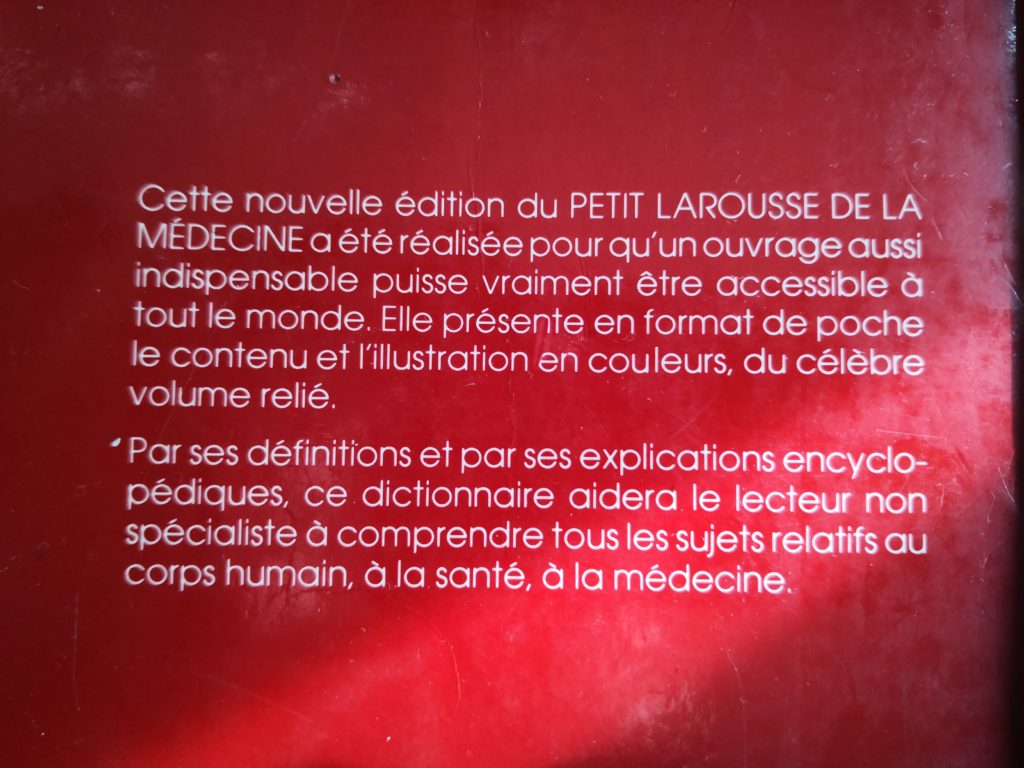 Cette nouvelle édition du PETIT LAROUSSE DE LA
MÉDECINE a été réalisée pour qu'un ouvrage aussi
indispensable puisse vraiment être accessible à
tout le monde. Elle présente en format de poche
le contenu et l'illustration en couleurs, du célèbre
volume relié.
Par ses définitions et par ses explications encyclo-
pédiques, ce dictionnaire aidera le lecteur non
spécialiste à comprendre tous les sujets relatifs au
corps humain, à la santé, à la médecine.